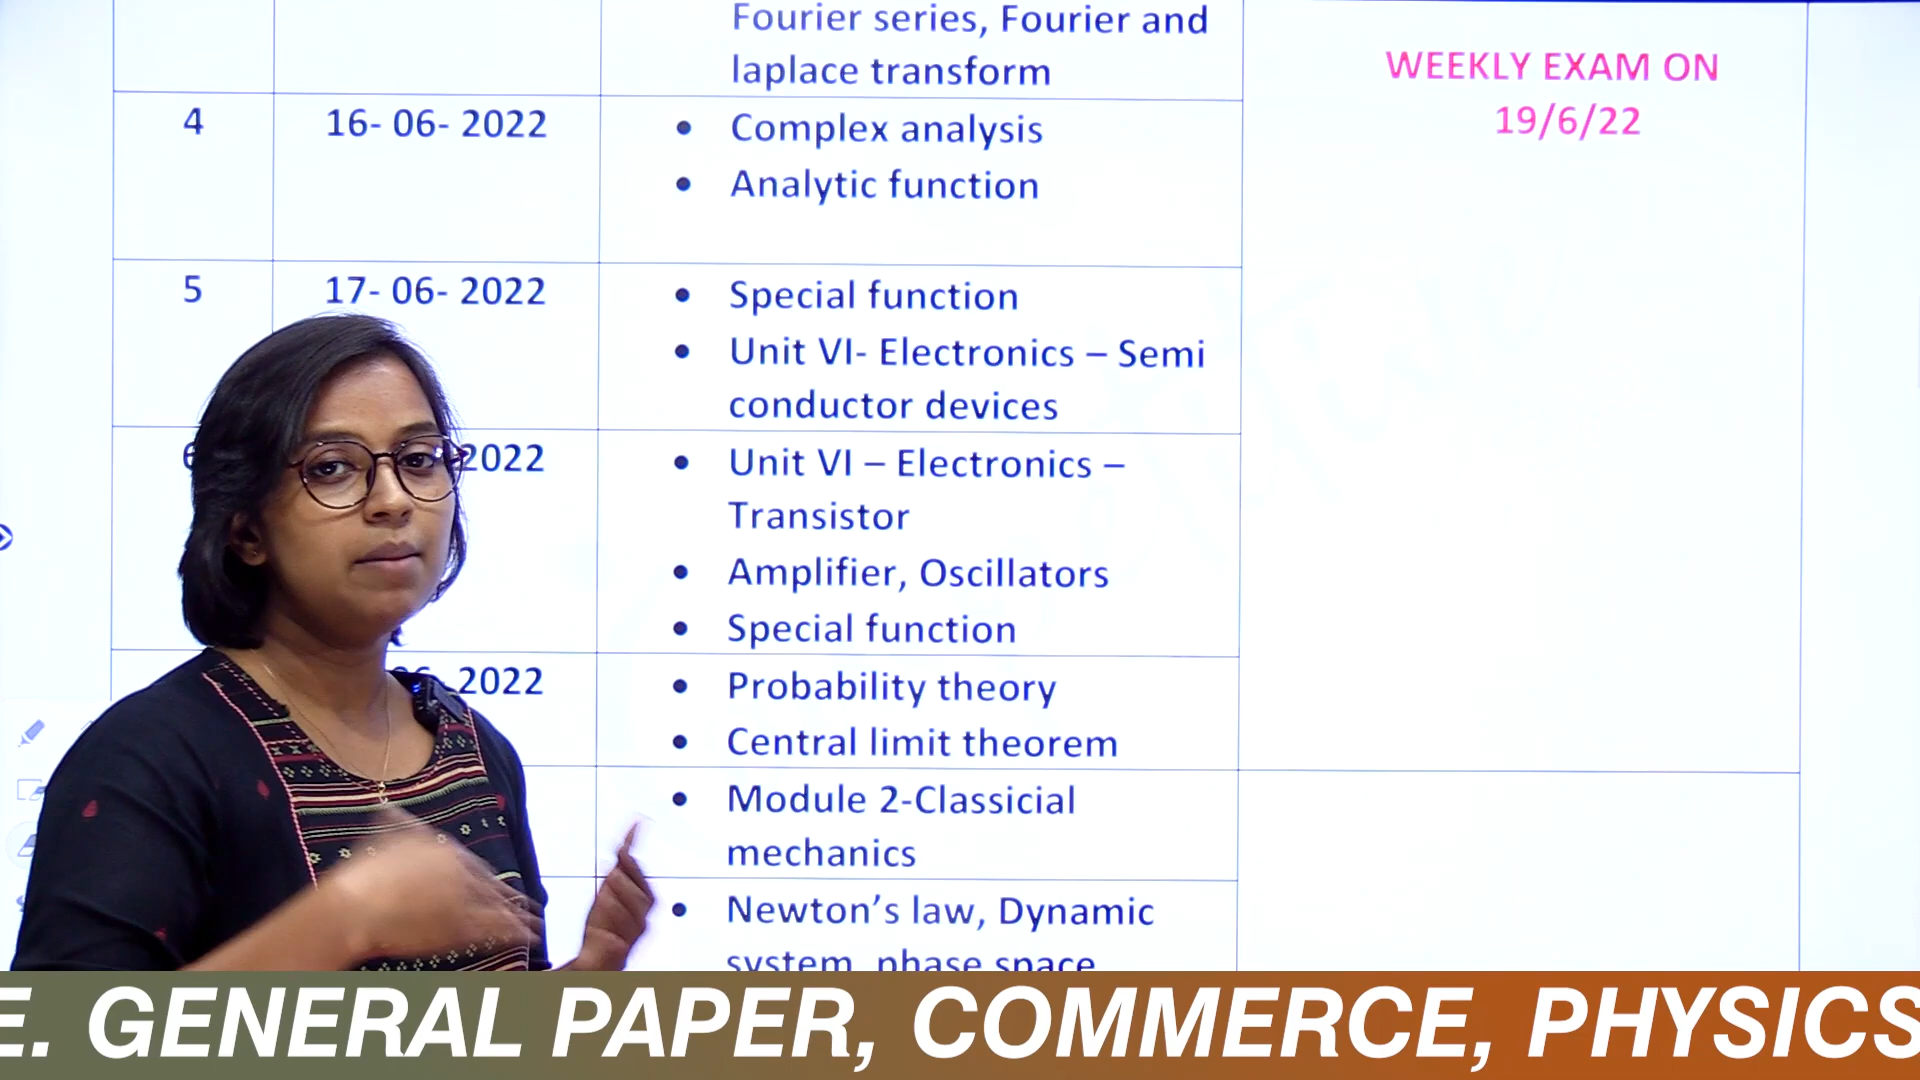 Fourier series, Fourier and
laplace transform
WEEKLY EXAM ON
19/6/22
4
16- 06- 2022
• Complex analysis
• Analytic function
5
17- 06- 2022
• Special function
• Unit VI- Electronics – Semi
conductor devices
2022
• Unit VI – Electronics –
Transistor
• Amplifier, Oscillators
• Special function
2022
• Probability theory
• Central limit theorem
• Module 2-Classicial
mechanics
• Newton’s law, Dynamic
system, phase space
E. GENERAL PAPER, COMMERCE, PHYSICS